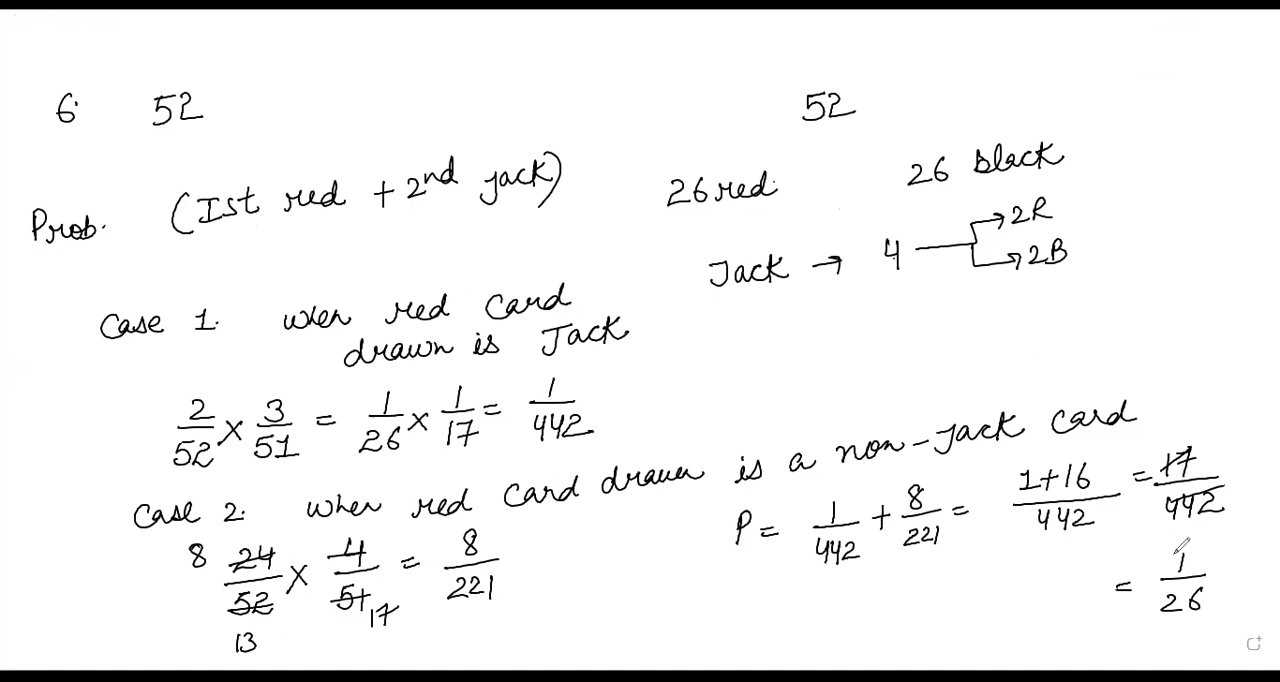 6. 52
52
Prob. (Ist red + 2nd jack)
26 red. 26 black
Jack → 4 → 2R
→ 2B
Case 1. when red card
drawn is Jack
2/52 × 3/51 = 1/26 × 1/17 = 1/442
Case 2. when red card drawn is a non-Jack card
8 24/52 × 4/51 = 8/221
13 17
P = 1/442 + 8/221 = 1+16/442 = 17/442
= 1/26